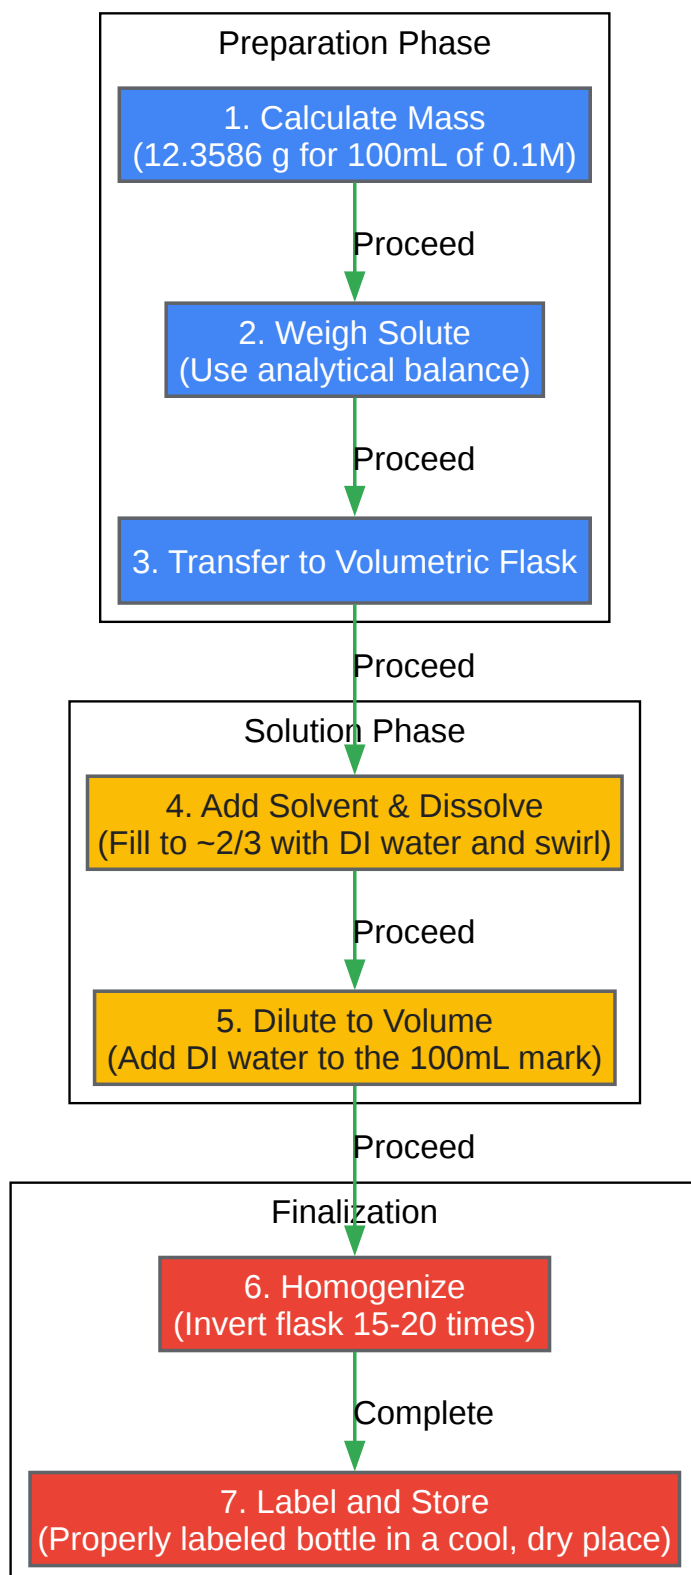 Preparation Phase
1. Calculate Mass
(12.3586 g for 100mL of 0.1M)
Proceed
2. Weigh Solute
(Use analytical balance)
Proceed
3. Transfer to Volumetric Flask
Proceed
Solution Phase
4. Add Solvent & Dissolve
(Fill to ~2/3 with DI water and swirl)
Proceed
5. Dilute to Volume
(Add DI water to the 100mL mark)
Proceed
Finalization
6. Homogenize
(Invert flask 15-20 times)
Complete
7. Label and Store
(Properly labeled bottle in a cool, dry place)